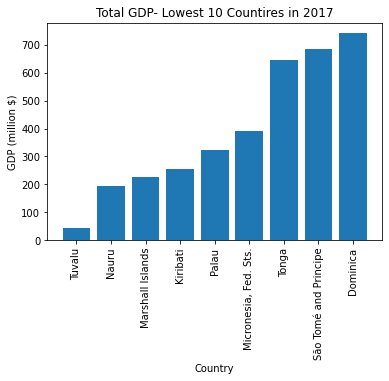 Total GDP- Lowest 10 Countires in 2017
GDP (million $)
700
600
500
400
300
200
100
0
Tuvalu
Nauru
Marshall Islands
Kiribati
Palau
Micronesia, Fed. Sts.
Tonga
São Tomé and Principe
Dominica
Country